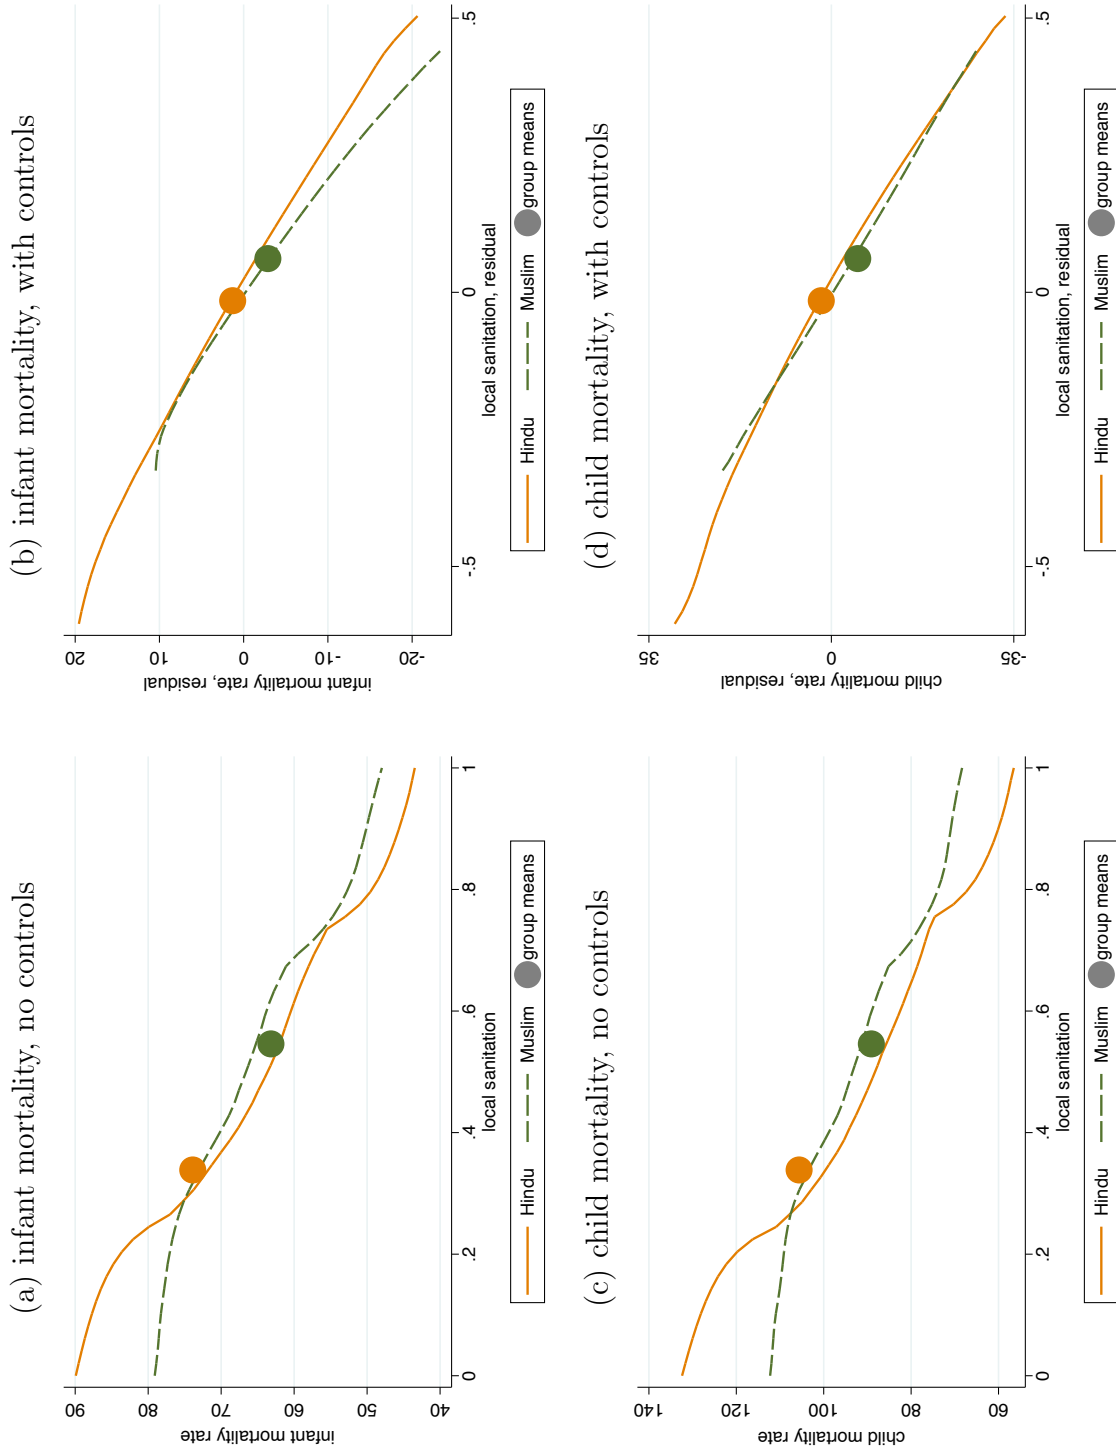 (a) infant mortality, no controls
infant mortality rate
90
80
70
60
50
40
0
.2
.4
.6
.8
1
local sanitation
Hindu
Muslim
group means
(b) infant mortality, with controls
infant mortality rate, residual
20
10
0
-10
-20
-.5
0
.5
local sanitation, residual
Hindu
Muslim
group means
(c) child mortality, no controls
child mortality rate
140
120
100
80
60
0
.2
.4
.6
.8
1
local sanitation
Hindu
Muslim
group means
(d) child mortality, with controls
child mortality rate, residual
35
0
-35
-.5
0
.5
local sanitation, residual
Hindu
Muslim
group means